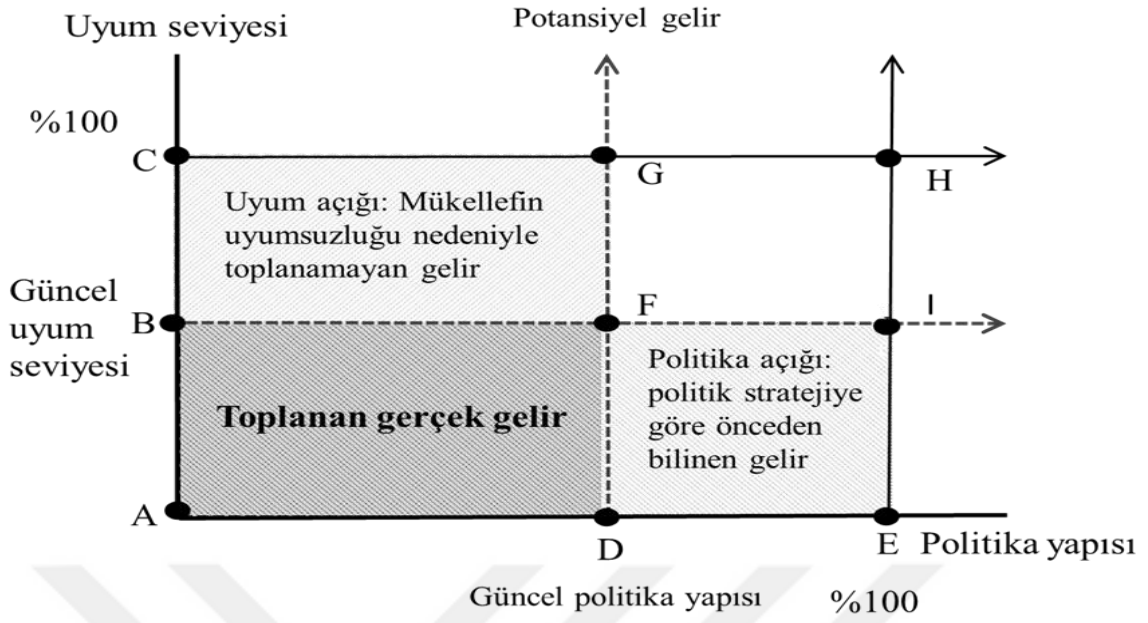 Uyum seviyesi
Potansiyel gelir
%100
C
G
H
Uyum açığı: Mükellefin
uyumsuzluğu nedeniyle
toplanamayan gelir
Güncel
uyum
seviyesi
B
F
I
Toplanan gerçek gelir
Politika açığı:
politik stratejiye
göre önceden
bilinen gelir
A
D
E
Politika yapısı
Güncel politika yapısı
%100